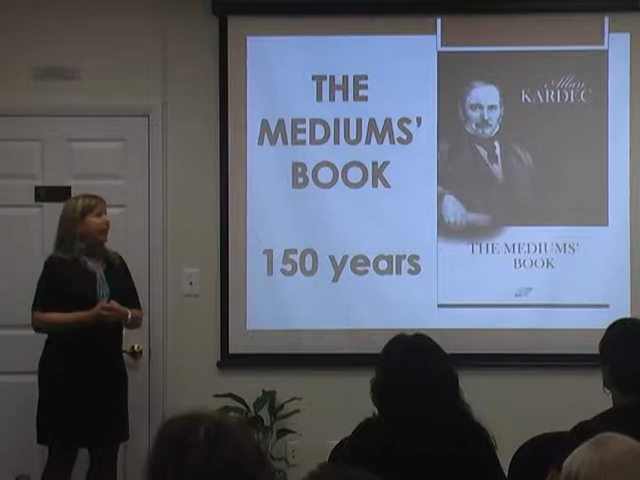 THE
MEDIUMS'
BOOK
150 years
Allan
KARDEC
THE MEDIUMS'
BOOK